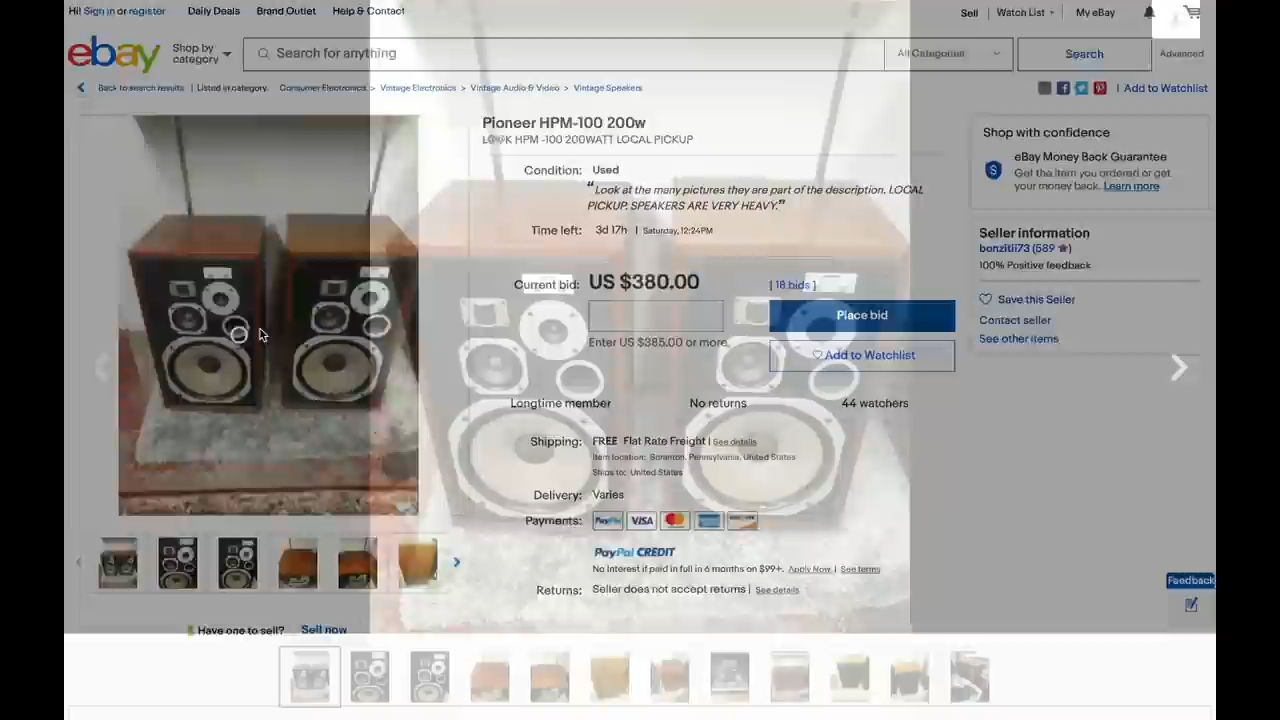 Hi! Sign in or register
Daily Deals
Brand Outlet
Help & Contact
Sell
Watch List
My eBay
ebay
Shop by category
Search for anything
All Categories
Search
Advanced
Back to search results
Listed in category:
Consumer Electronics > Vintage Electronics > Vintage Audio & Video > Vintage Speakers
Add to Watchlist
Pioneer HPM-100 200w
L@@K HPM -100 200WATT LOCAL PICKUP
Condition: Used
“Look at the many pictures they are part of the description. LOCAL
PICKUP. SPEAKERS ARE VERY HEAVY.”
Time left: 3d 17h | Saturday, 12:24PM
Current bid: US $380.00
[ 18 bids ]
Place bid
Enter US $385.00 or more
Add to Watchlist
Longtime member
No returns
44 watchers
Shipping: FREE Flat Rate Freight | See details
Item location: Scranton, Pennsylvania, United States
Ships to: United States
Delivery: Varies
Payments: PayPal VISA
PayPal CREDIT
No Interest if paid in full in 6 months on $99+. Apply Now | See terms
Returns: Seller does not accept returns | See details
Shop with confidence
eBay Money Back Guarantee
Get the item you ordered or get
your money back. Learn more
Seller information
bonzitii73 (589 ★)
100% Positive feedback
Save this Seller
Contact seller
See other items
Feedback
Have one to sell? Sell now